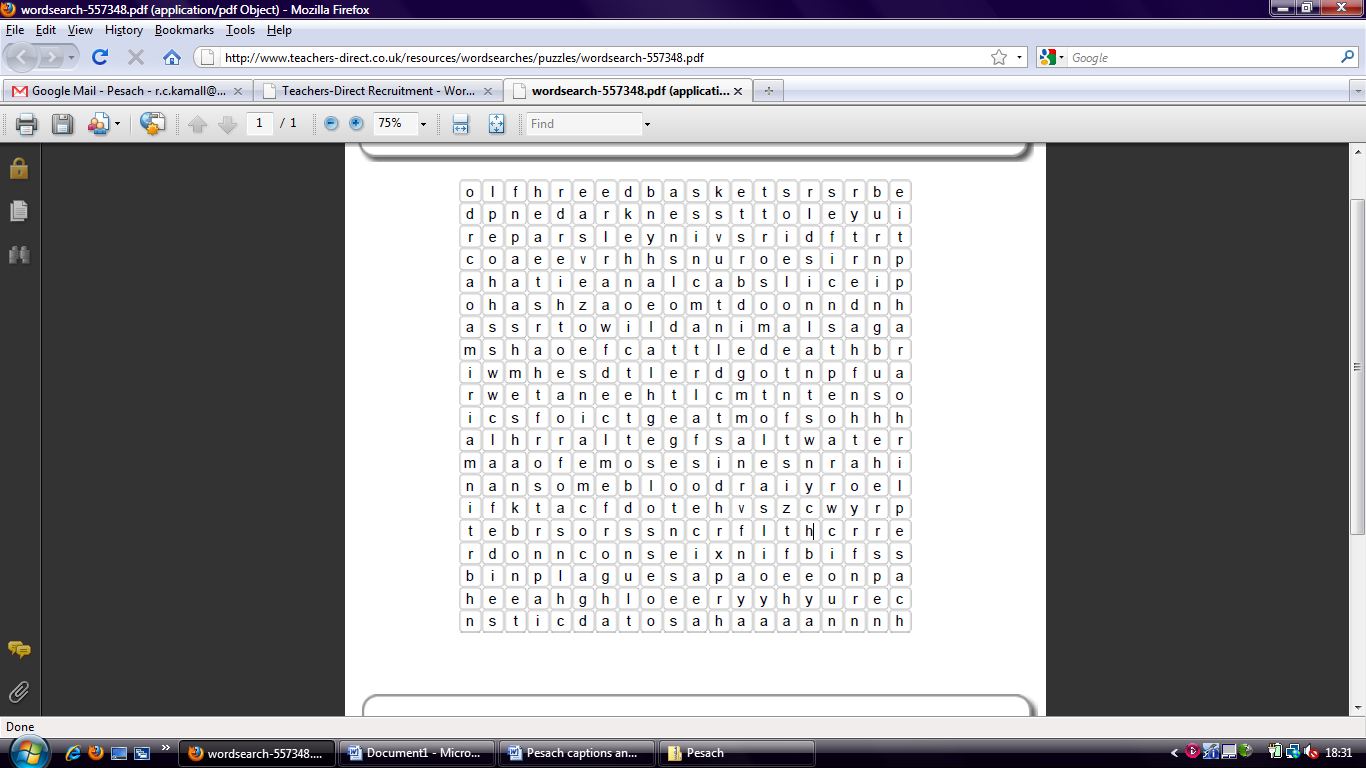 wordsearch-557348.pdf (application/pdf Object) - Mozilla Firefox
File Edit View History Bookmarks Tools Help
http://www.teachers-direct.co.uk/resources/wordsearches/puzzles/wordsearch-557348.pdf Google
Google Mail - Pesach - r.c.kamall@... Teachers-Direct Recruitment - Wor... wordsearch-557348.pdf (applicati...
1 / 1 75% Find
o l f h r e e d b a s k e t s r s r b e
d p n e d a r k n e s s t t o l e y u i
r e p a r s l e y n i v s r i d f t r t
c o a e e v r h h s n u r o e s i r n p
a h a t i e a n a l c a b s l i c e i p
o h a s h z a o e o m t d o o n n d n h
a s s r t o w i l d a n i m a l s a g a
m s h a o e f c a t t l e d e a t h b r
i w m h e s d t l e r d g o t n p f u a
r w e t a n e e h t l c m t n t e n s o
i c s f o i c t g e a t m o f s o h h h
a l h r r a l t e g f s a l t w a t e r
m a a o f e m o s e s i n e s n r a h i
n a n s o m e b l o o d r a i y r o e l
i f k t a c f d o t e h v s z c w y r p
t e b r s o r s s n c r f l t h c r r e
r d o n n c o n s e i x n i f b i f s s
b i n p l a g u e s a p a o e e o n p a
h e e a h g h l o e e r y y h y u r e c
n s t i c d a t o s a h a a a a n n n h
Done
wordsearch-557348.... Document1 - Micro... Pesach captions an... Pesach 18:31